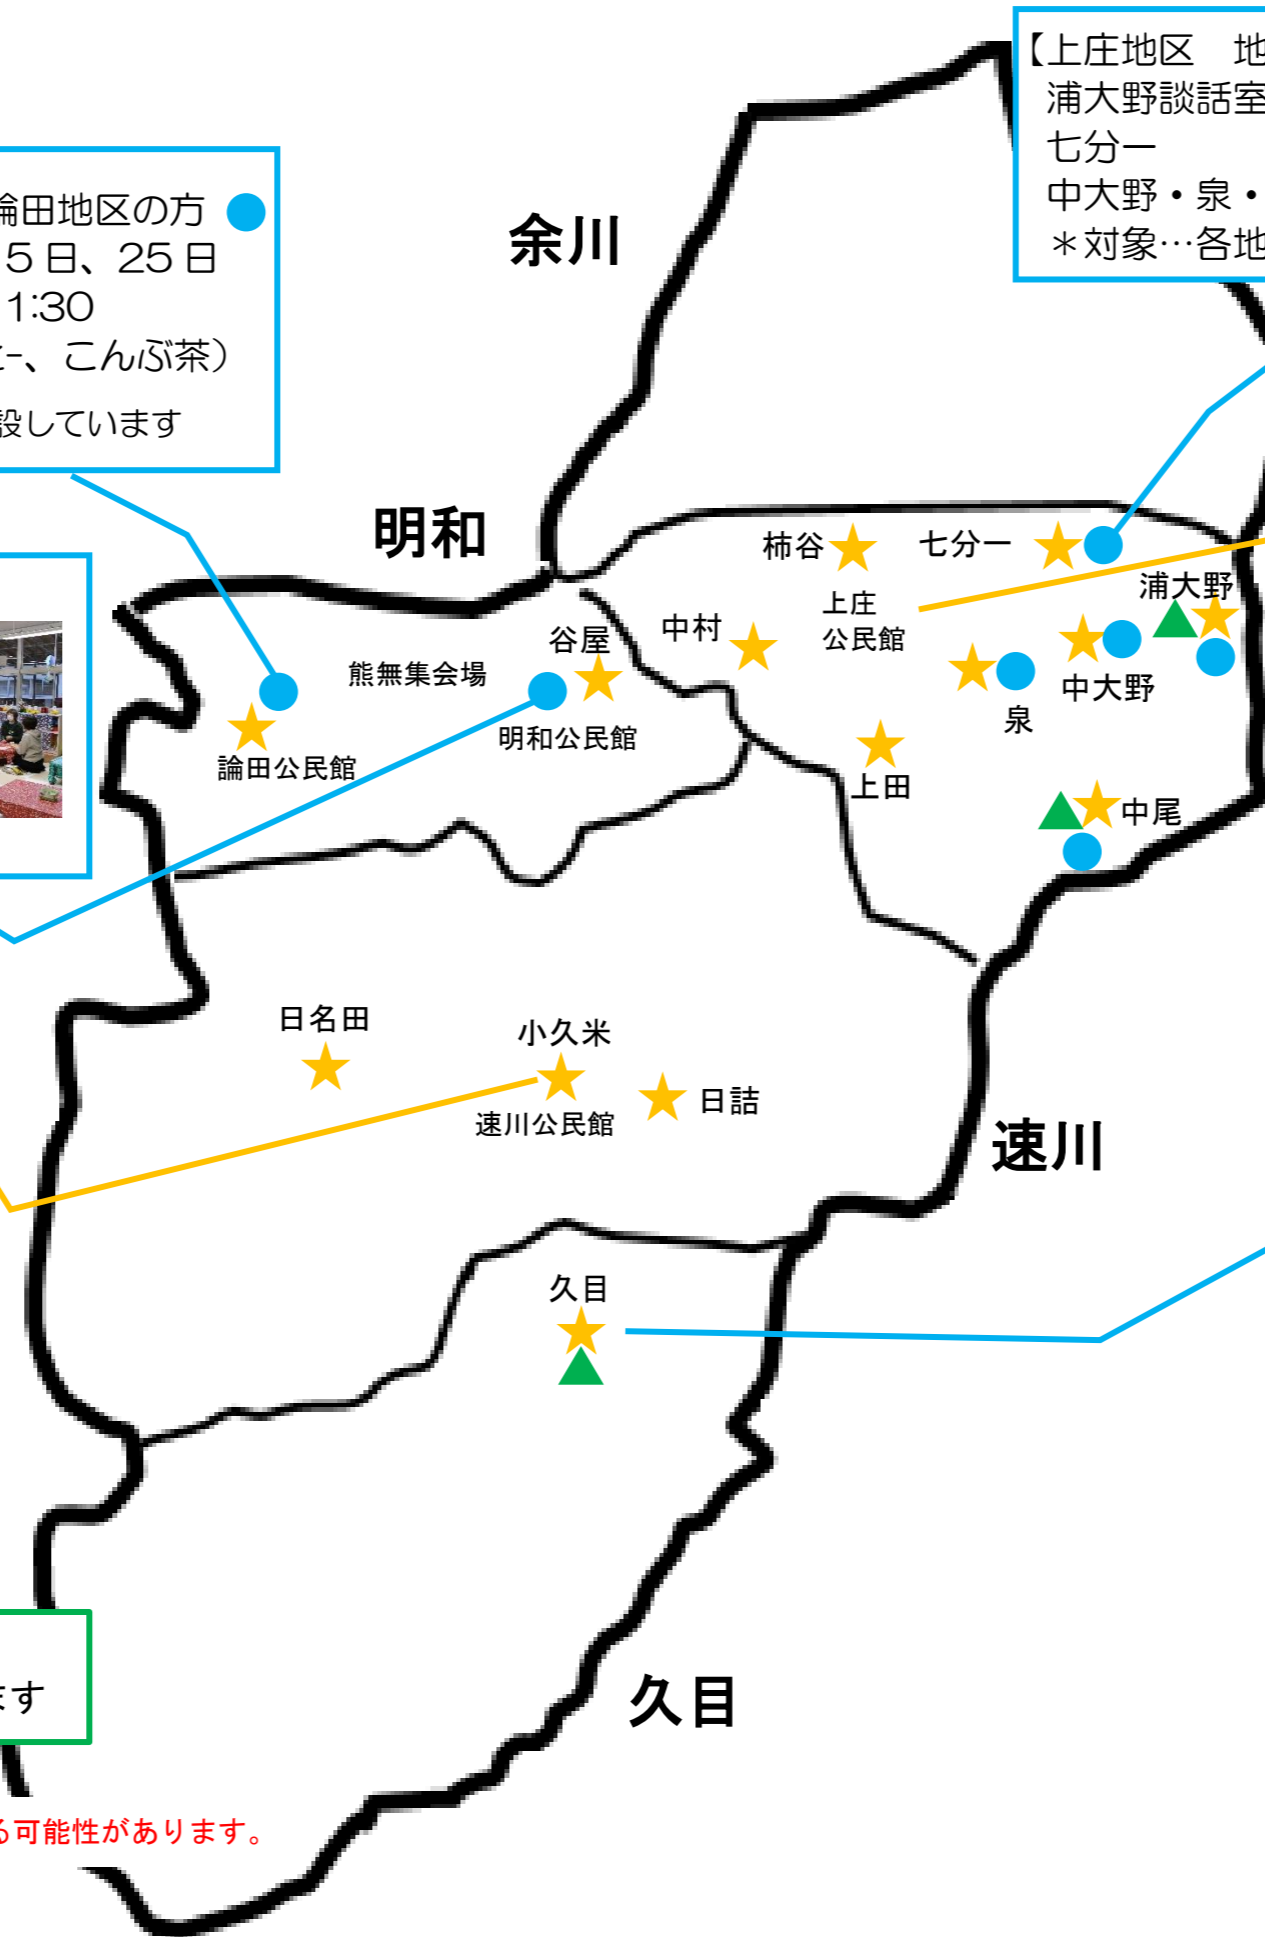 【上庄地区 地
浦大野談話室
七分一
中大野・泉・
＊対象…各地
論田地区の方
5日、25日
1:30
ﾋｰ、こんぶ茶）
設しています
余川
明和
柿谷
七分一
浦大野
上庄
公民館
中村
谷屋
熊無集会場
中大野
泉
明和公民館
論田公民館
上田
中尾
日名田
小久米
速川公民館
日詰
速川
久目
ます
久目
る可能性があります。